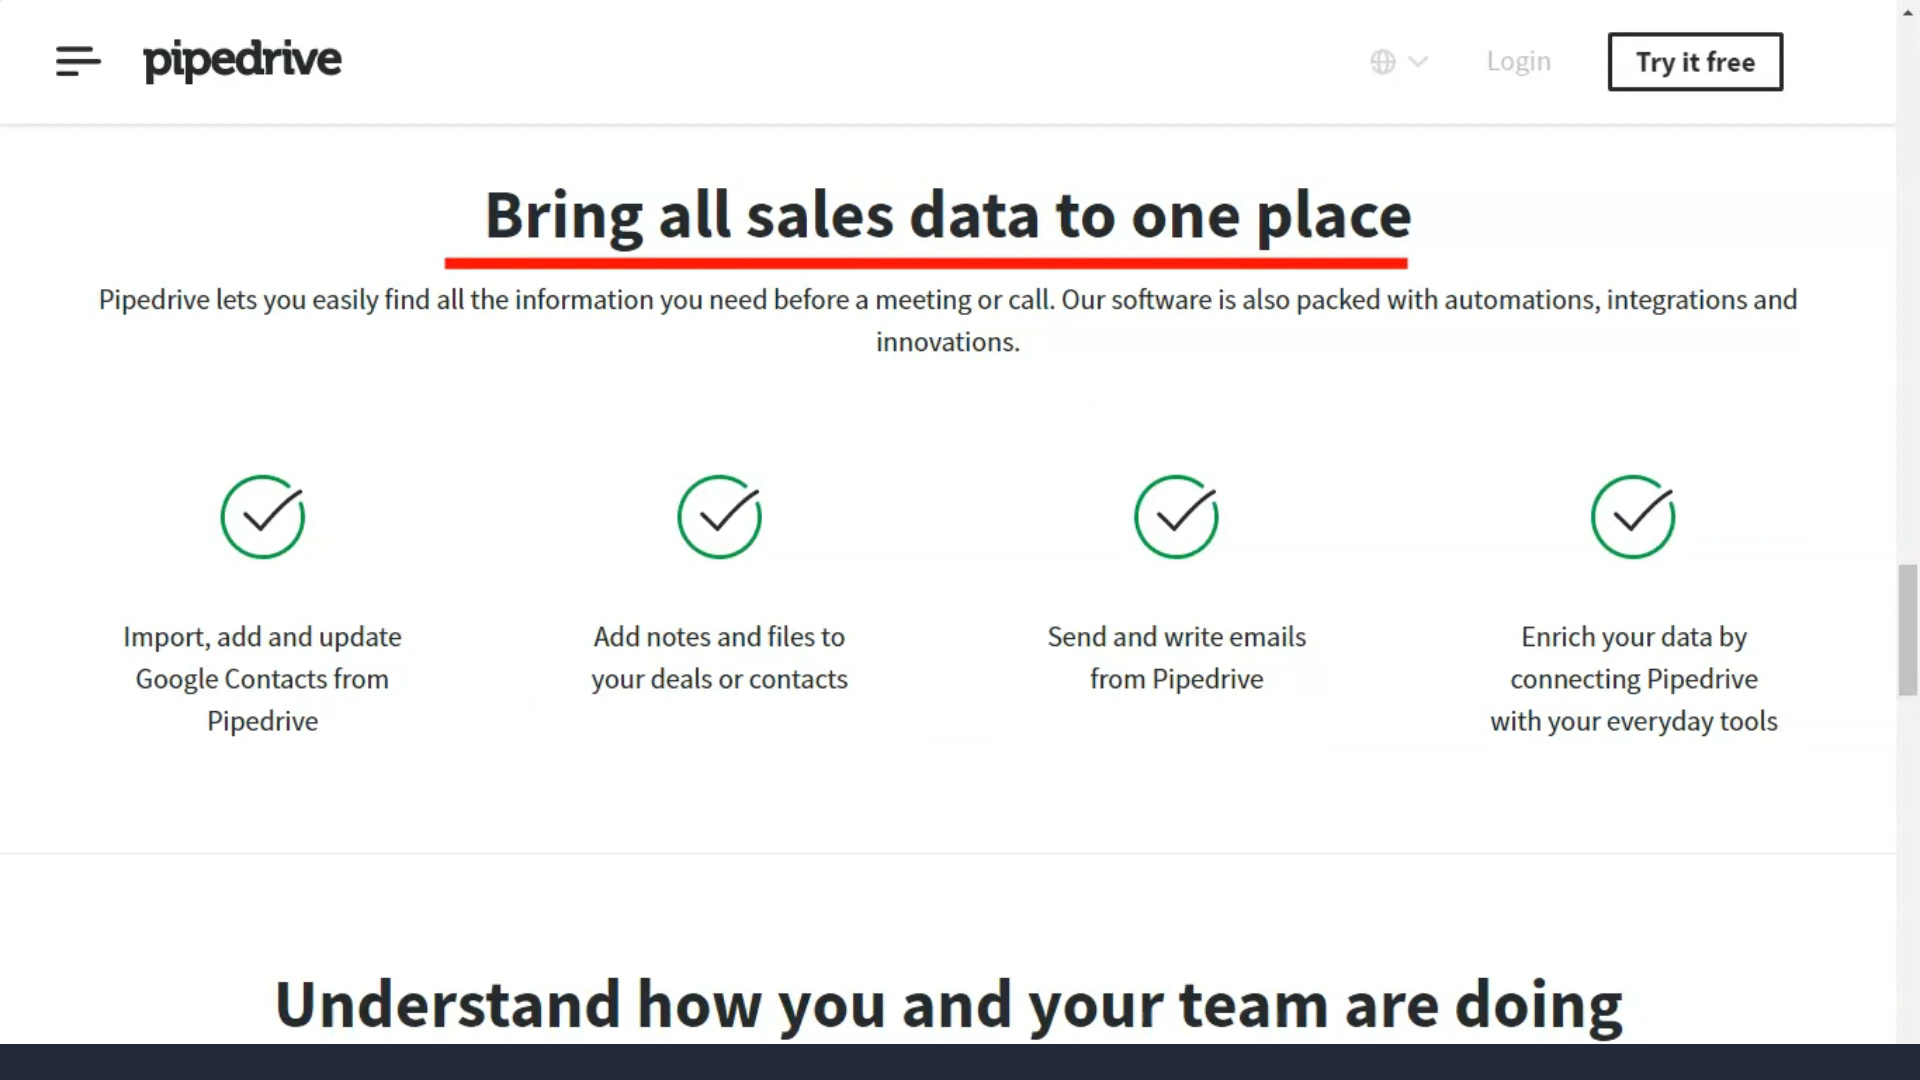 pipedrive
Login
Try it free
Bring all sales data to one place
Pipedrive lets you easily find all the information you need before a meeting or call. Our software is also packed with automations, integrations and
innovations.
Import, add and update
Google Contacts from
Pipedrive
Add notes and files to
your deals or contacts
Send and write emails
from Pipedrive
Enrich your data by
connecting Pipedrive
with your everyday tools
Understand how you and your team are doing